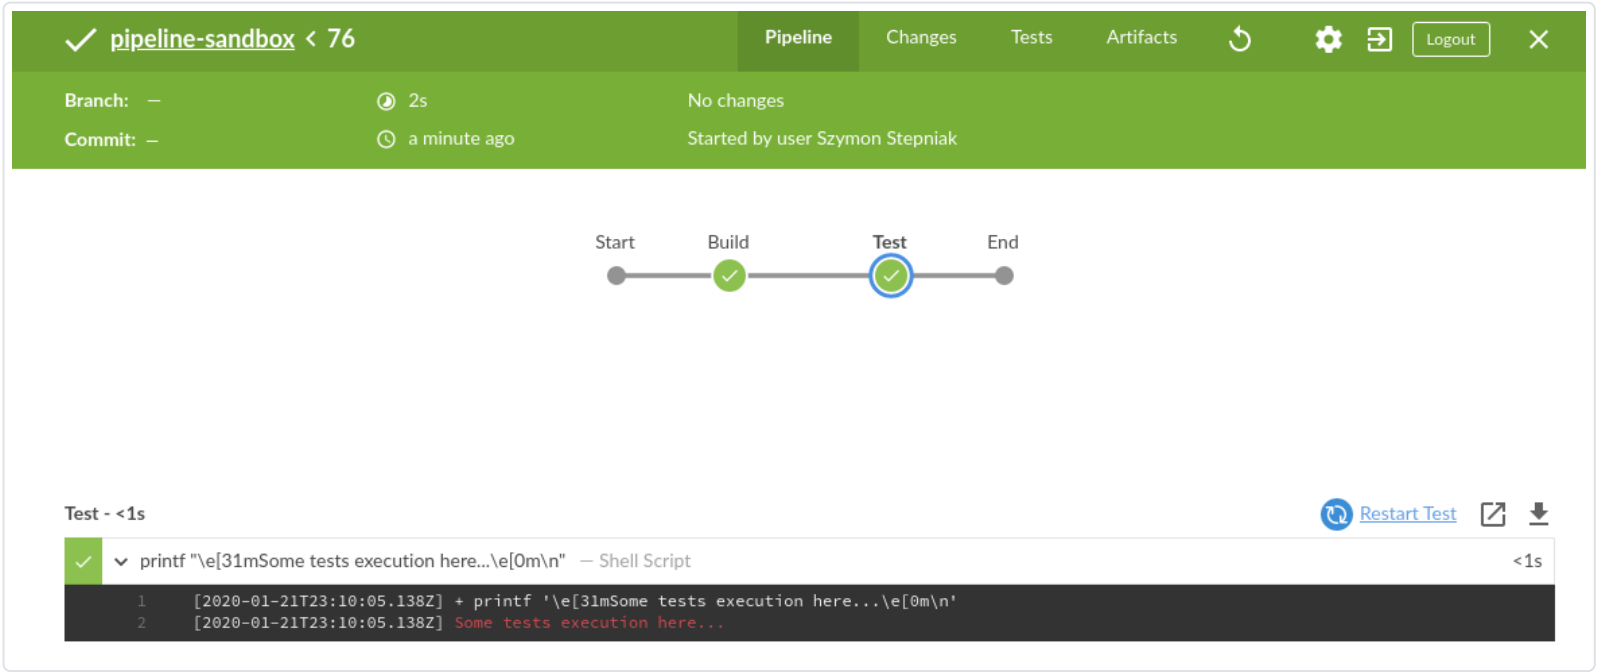 pipeline-sandbox < 76 Pipeline Changes Tests Artifacts Logout
Branch: — 2s No changes
Commit: — a minute ago Started by user Szymon Stepniak
Start Build Test End
Test - <1s Restart Test
printf "\e[31mSome tests execution here...\e[0m\n" — Shell Script <1s
1 [2020-01-21T23:10:05.138Z] + printf '\e[31mSome tests execution here...\e[0m\n'
2 [2020-01-21T23:10:05.138Z] Some tests execution here...